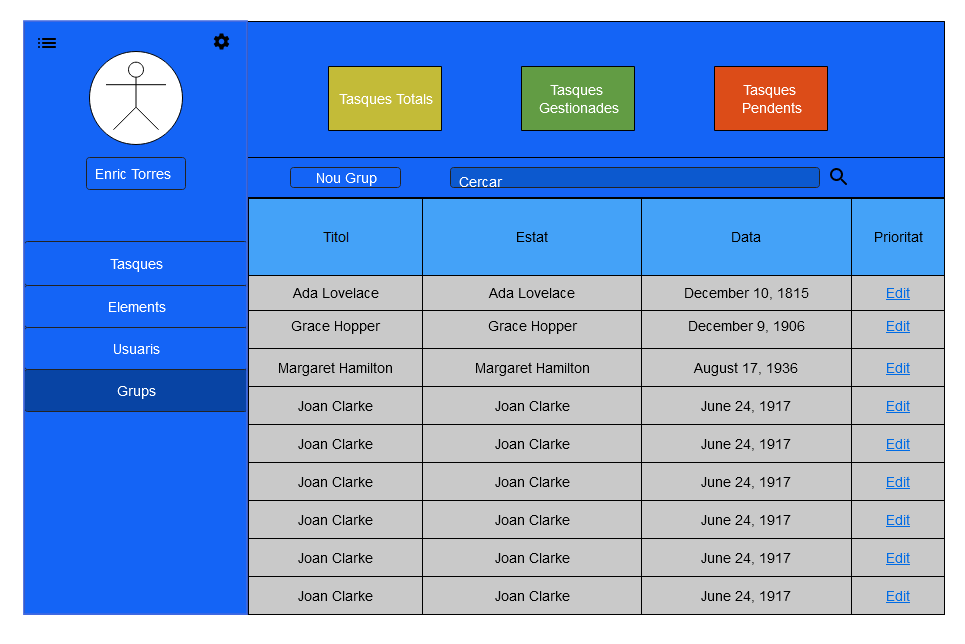 Enric Torres
Tasques
Elements
Usuaris
Grups
Tasques Totals
Tasques
Gestionades
Tasques
Pendents
Nou Grup
Cercar
Titol Estat Data Prioritat
Ada Lovelace Ada Lovelace December 10, 1815 Edit
Grace Hopper Grace Hopper December 9, 1906 Edit
Margaret Hamilton Margaret Hamilton August 17, 1936 Edit
Joan Clarke Joan Clarke June 24, 1917 Edit
Joan Clarke Joan Clarke June 24, 1917 Edit
Joan Clarke Joan Clarke June 24, 1917 Edit
Joan Clarke Joan Clarke June 24, 1917 Edit
Joan Clarke Joan Clarke June 24, 1917 Edit
Joan Clarke Joan Clarke June 24, 1917 Edit